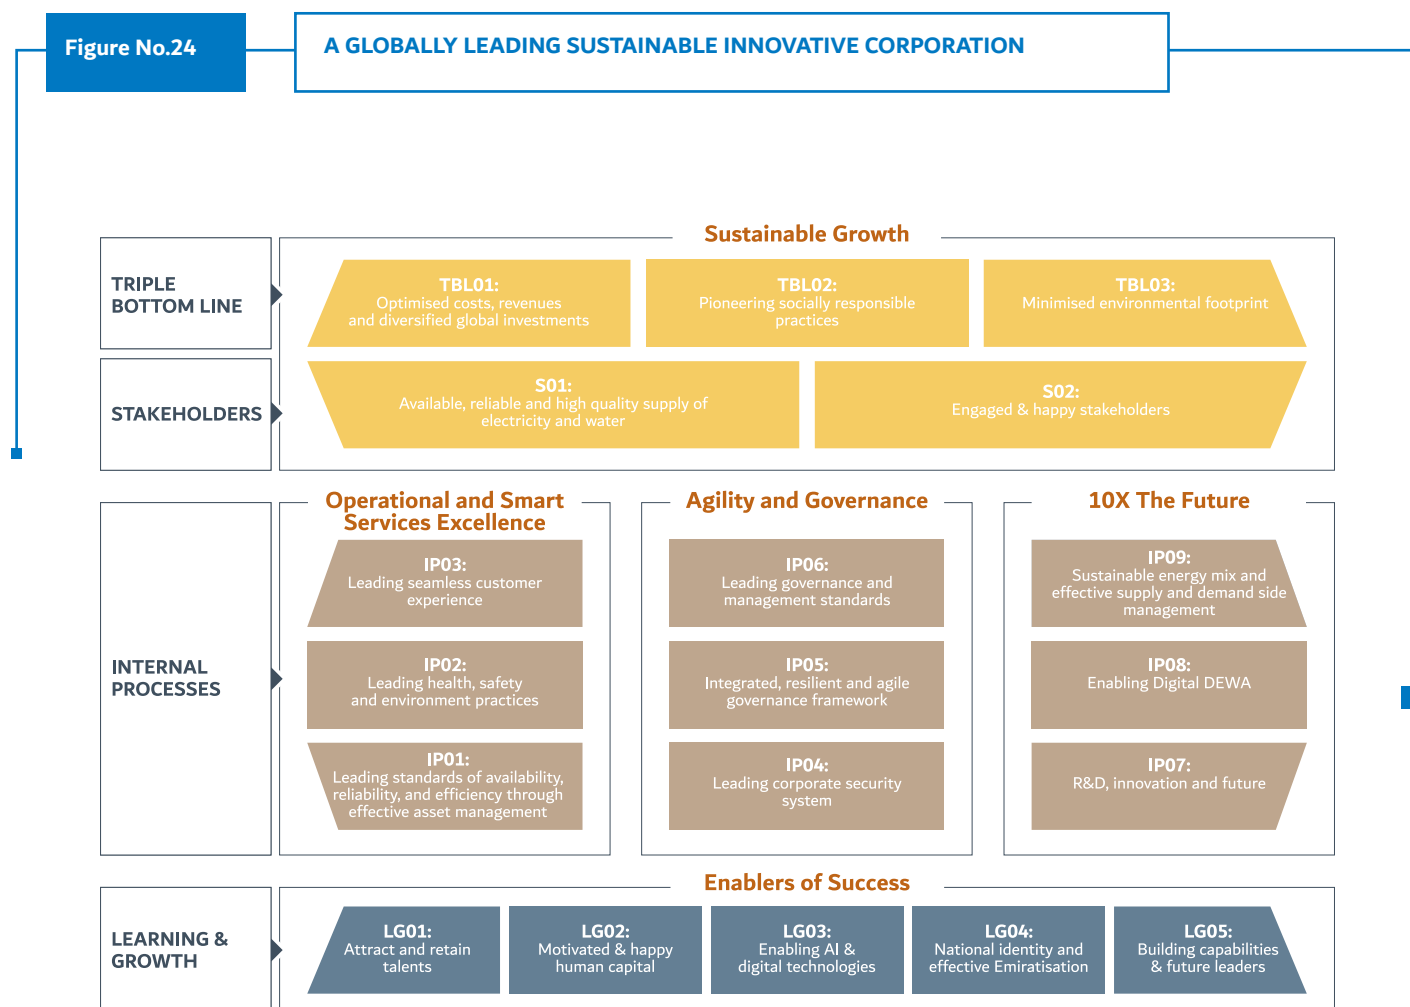 Figure No.24
A GLOBALLY LEADING SUSTAINABLE INNOVATIVE CORPORATION
Sustainable Growth
TRIPLE
BOTTOM LINE
TBL01:
Optimised costs, revenues
and diversified global investments
TBL02:
Pioneering socially responsible
practices
TBL03:
Minimised environmental footprint
STAKEHOLDERS
S01:
Available, reliable and high quality supply of
electricity and water
S02:
Engaged & happy stakeholders
INTERNAL
PROCESSES
Operational and Smart
Services Excellence
IP03:
Leading seamless customer
experience
IP02:
Leading health, safety
and environment practices
IP01:
Leading standards of availability,
reliability, and efficiency through
effective asset management
Agility and Governance
IP06:
Leading governance and
management standards
IP05:
Integrated, resilient and agile
governance framework
IP04:
Leading corporate security
system
10X The Future
IP09:
Sustainable energy mix and
effective supply and demand side
management
IP08:
Enabling Digital DEWA
IP07:
R&D, innovation and future
Enablers of Success
LEARNING &
GROWTH
LG01:
Attract and retain
talents
LG02:
Motivated & happy
human capital
LG03:
Enabling AI &
digital technologies
LG04:
National identity and
effective Emiratisation
LG05:
Building capabilities
& future leaders